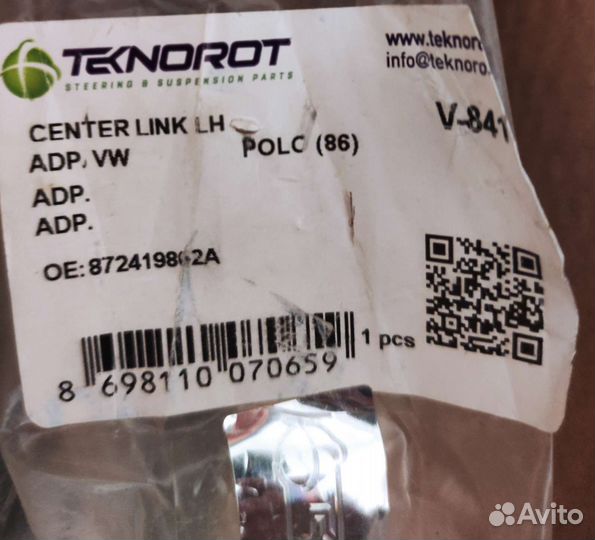 TEKNOROT
STEERING & SUSPENSION PARTS
www.teknor
info@teknoro.
CENTER LINK LH
V-841
ADP. VW POLO (86)
ADP.
ADP.
OE:
1 pcs
8 698110 070659
Avito